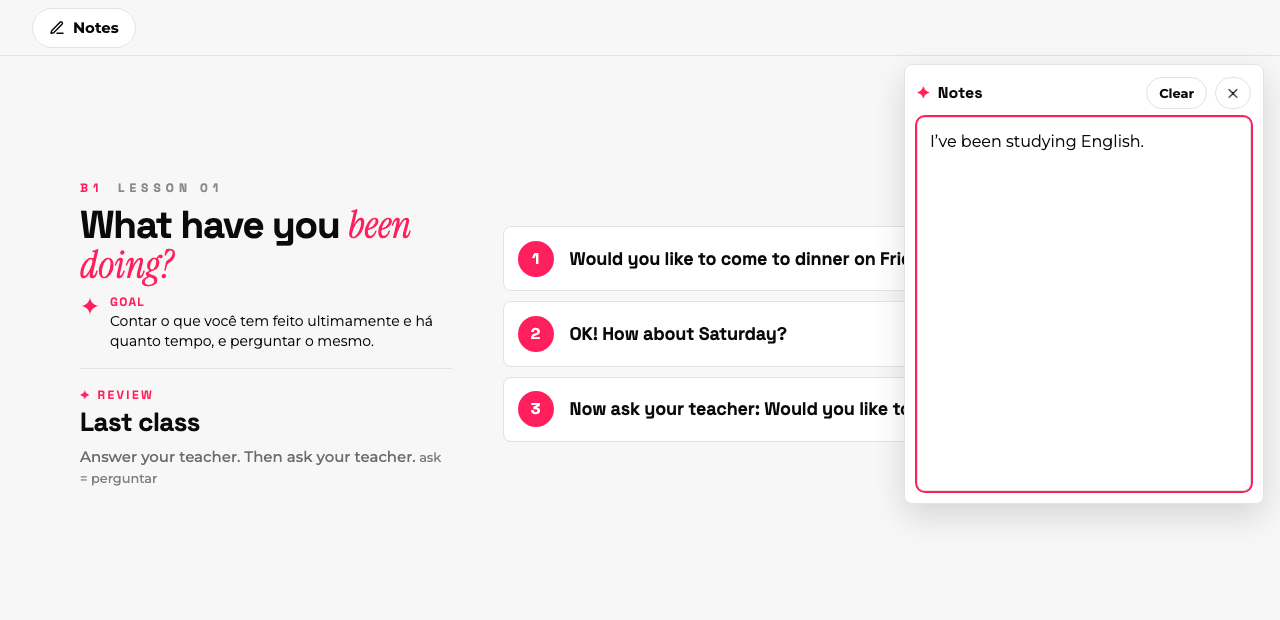 Notes
Notes
Clear
I've been studying English.
B1 LESSON 01
What have you been
doing?
GOAL
Contar o que você tem feito ultimamente e há
quanto tempo, e perguntar o mesmo.
REVIEW
Last class
Answer your teacher. Then ask your teacher. ask
= perguntar
1 Would you like to come to dinner on
2 OK! How about Saturday?
3 Now ask your teacher: Would you like